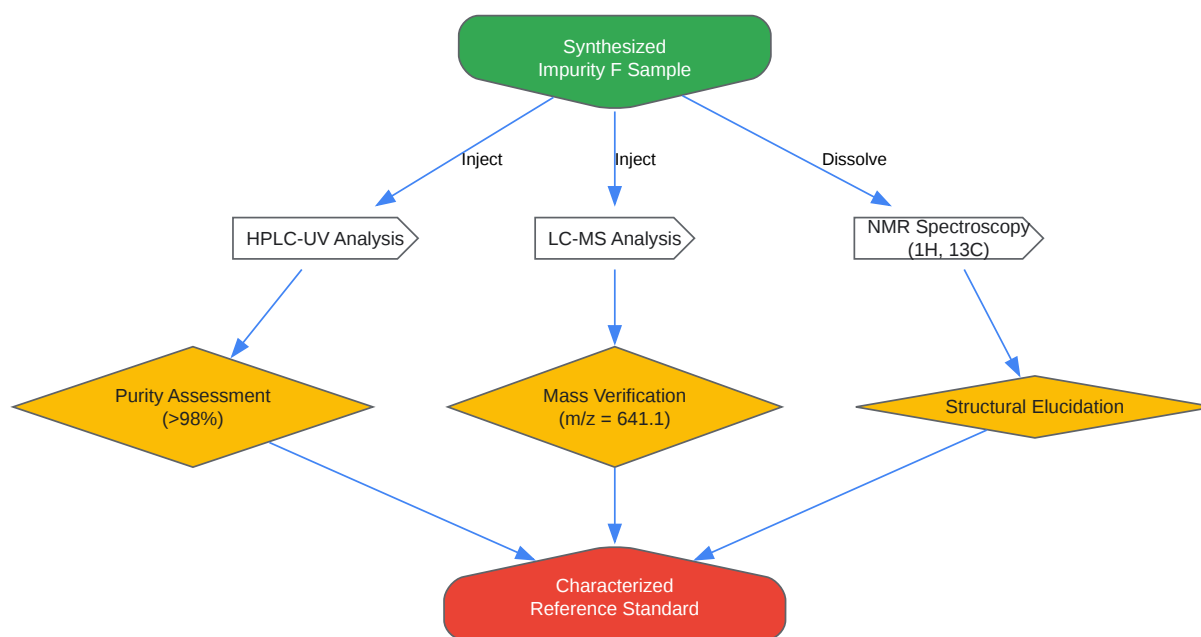 Synthesized
Impurity F Sample
Inject
Inject
Dissolve
HPLC-UV Analysis
LC-MS Analysis
NMR Spectroscopy
(1H, 13C)
Purity Assessment
(>98%)
Mass Verification
(m/z = 641.1)
Structural Elucidation
Characterized
Reference Standard